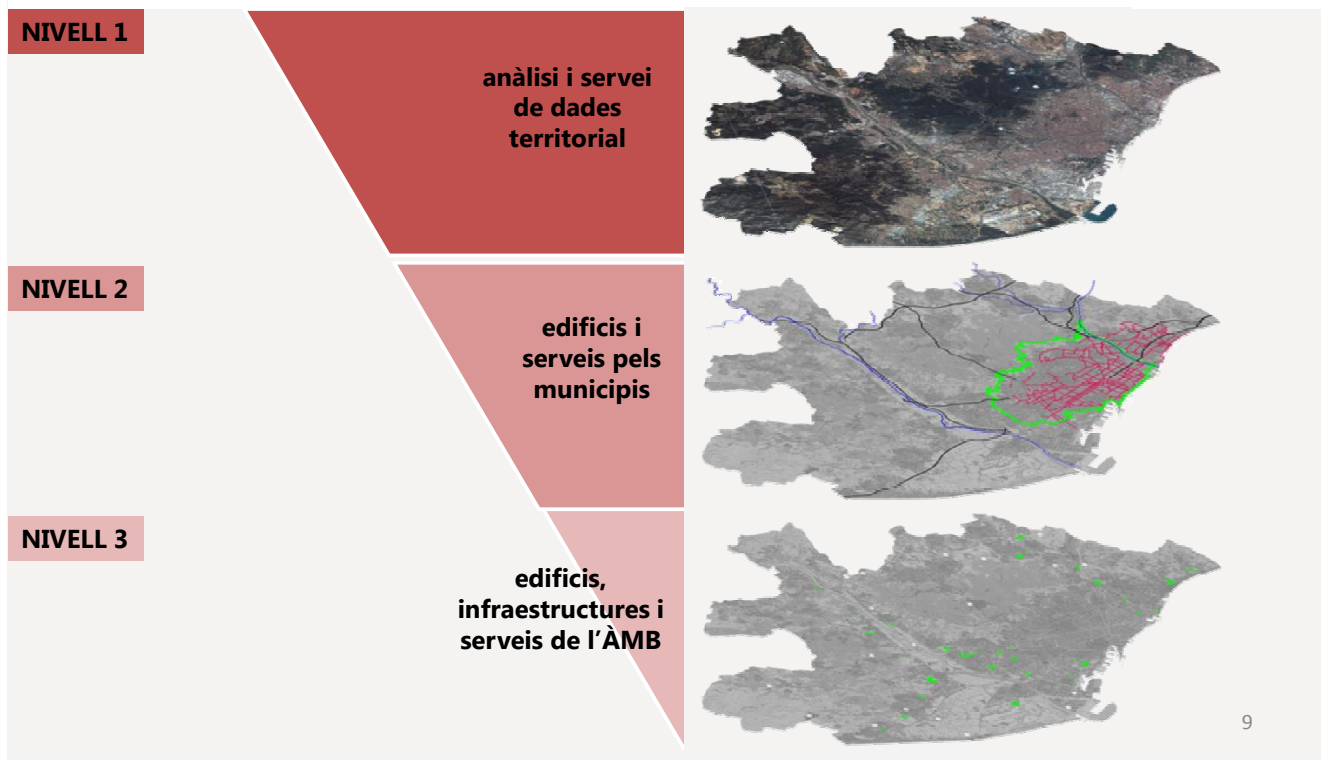 NIVELL 1
anàlisi i servei
de dades
territorial
NIVELL 2
edificis i
serveis pels
municipis
NIVELL 3
edificis,
infraestructures i
serveis de l'ÀMB
9